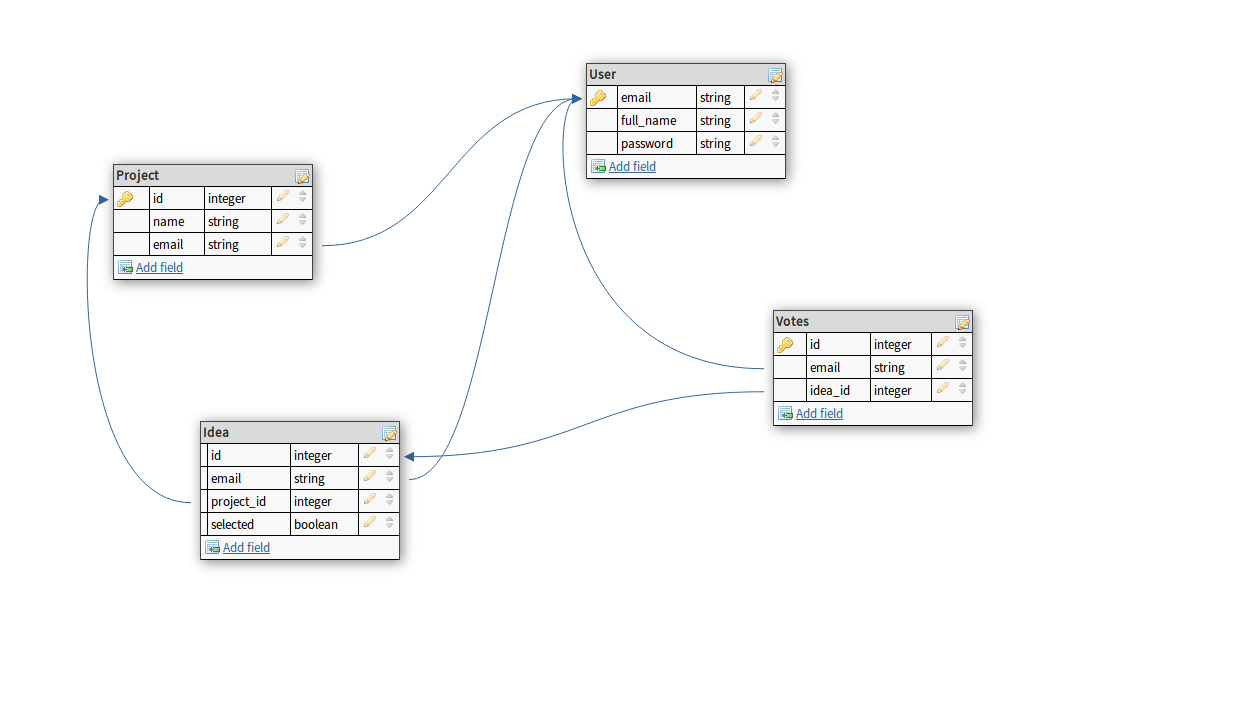 User
email string
full_name string
password string
Add field
Project
id integer
name string
email string
Add field
Votes
id integer
email string
idea_id integer
Add field
Idea
id integer
email string
project_id integer
selected boolean
Add field